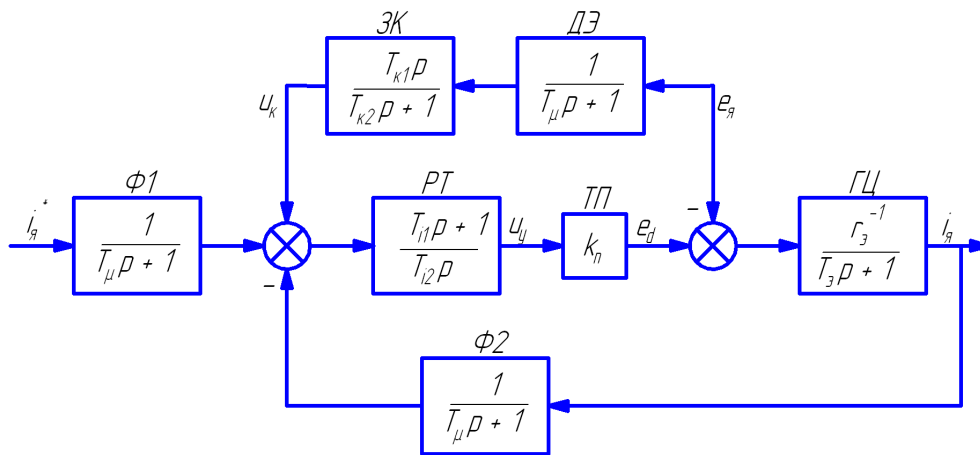 ЗК
ДЭ
T_к1 p
T_к2 p + 1
1
T_μ p + 1
u_к
e_я
Ф1
РТ
ТП
ГЦ
i_я*
1
T_μ p + 1
T_i1 p + 1
T_i2 p
u_у
k_п
e_d
-
r_э^-1
T_э p + 1
i_я
-
Ф2
1
T_μ p + 1